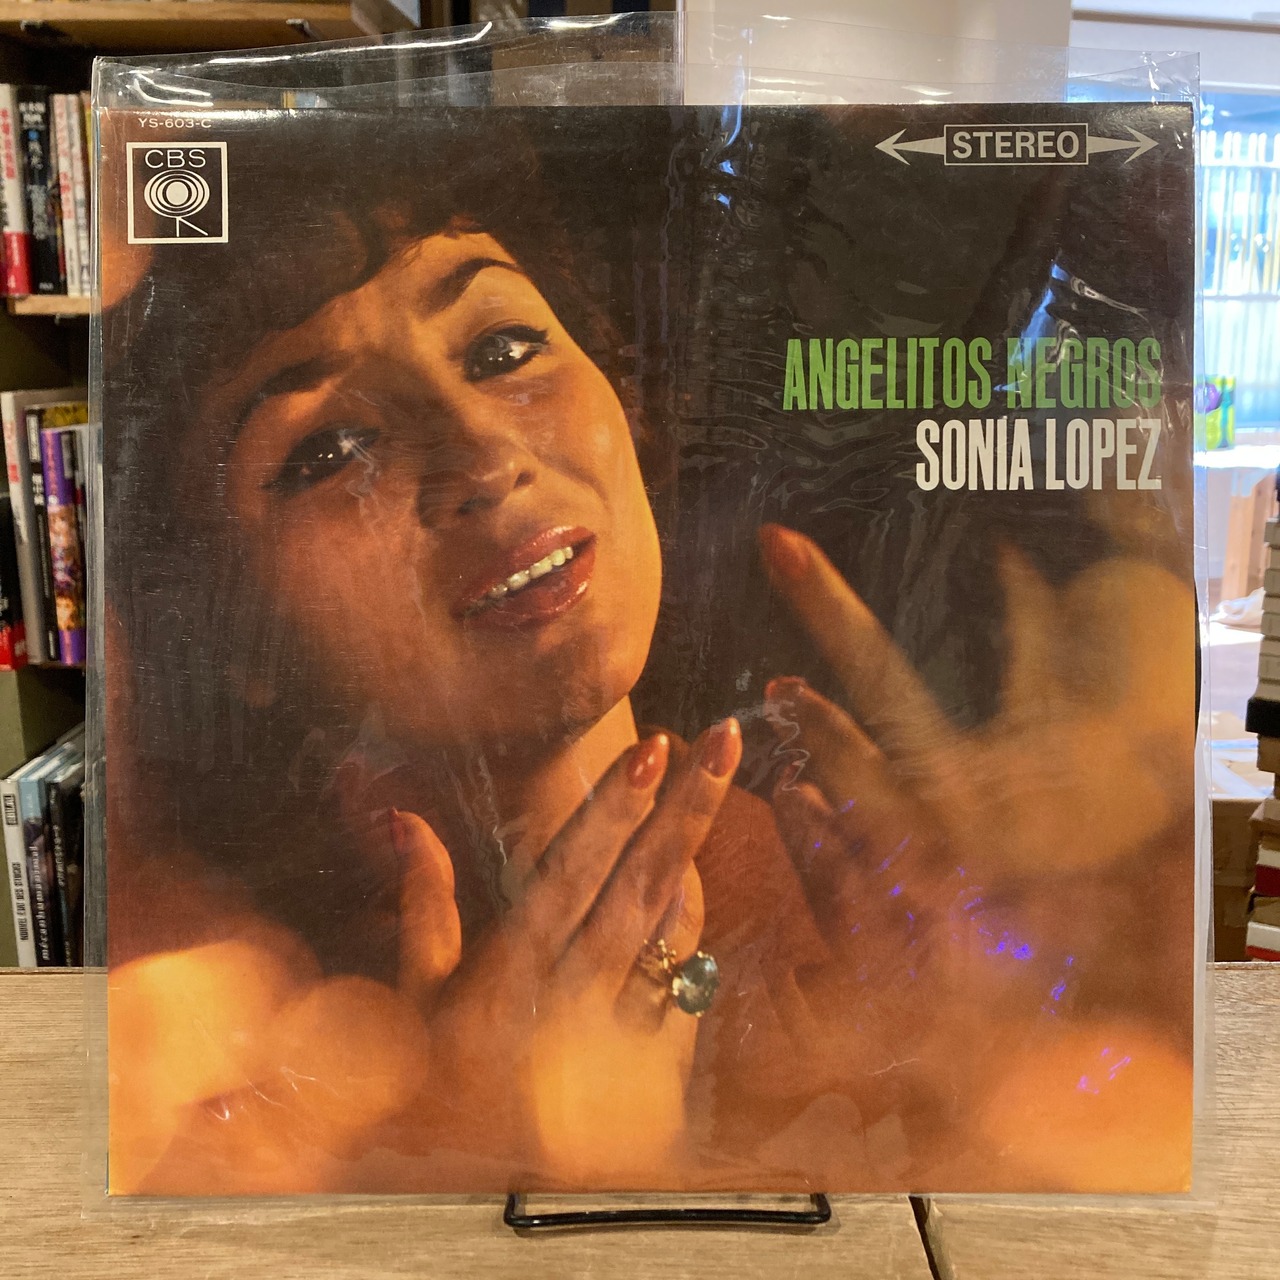 YS-603-C
CBS
STEREO
ANGELITOS NEGROS
SONIA LOPEZ